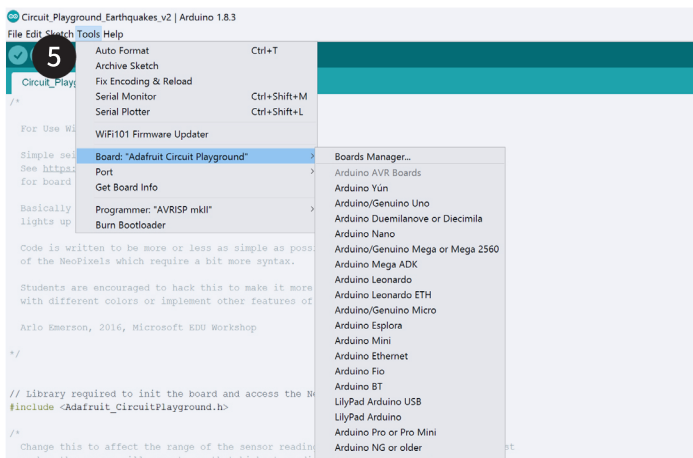 Circuit_Playground_Earthquakes_v2 | Arduino 1.8.3
File Edit Sketch Tools Help
5
Circuit_Play
Auto Format Ctrl+T
Archive Sketch
Fix Encoding & Reload
Serial Monitor Ctrl+Shift+M
Serial Plotter Ctrl+Shift+L
WiFi101 Firmware Updater
Board: "Adafruit Circuit Playground"
Port
Get Board Info
Programmer: "AVRISP mkII"
Burn Bootloader
Boards Manager...
Arduino AVR Boards
Arduino Yún
Arduino/Genuino Uno
Arduino Duemilanove or Diecimila
Arduino Nano
Arduino/Genuino Mega or Mega 2560
Arduino Mega ADK
Arduino Leonardo
Arduino Leonardo ETH
Arduino/Genuino Micro
Arduino Esplora
Arduino Mini
Arduino Ethernet
Arduino Fio
Arduino BT
LilyPad Arduino USB
LilyPad Arduino
Arduino Pro or Pro Mini
Arduino NG or older
/*
For Use Wi
Simple sei
See https:
for board
Basically
lights up
Code is written to be more or less as simple as poss
of the NeoPixels which require a bit more syntax.
Students are encouraged to hack this to make it more
with different colors or implement other features of
Arlo Emerson, 2016, Microsoft EDU Workshop
*/
// Library required to init the board and access the Ne
#include <Adafruit_CircuitPlayground.h>
/*
Change this to affect the range of the sensor reading st